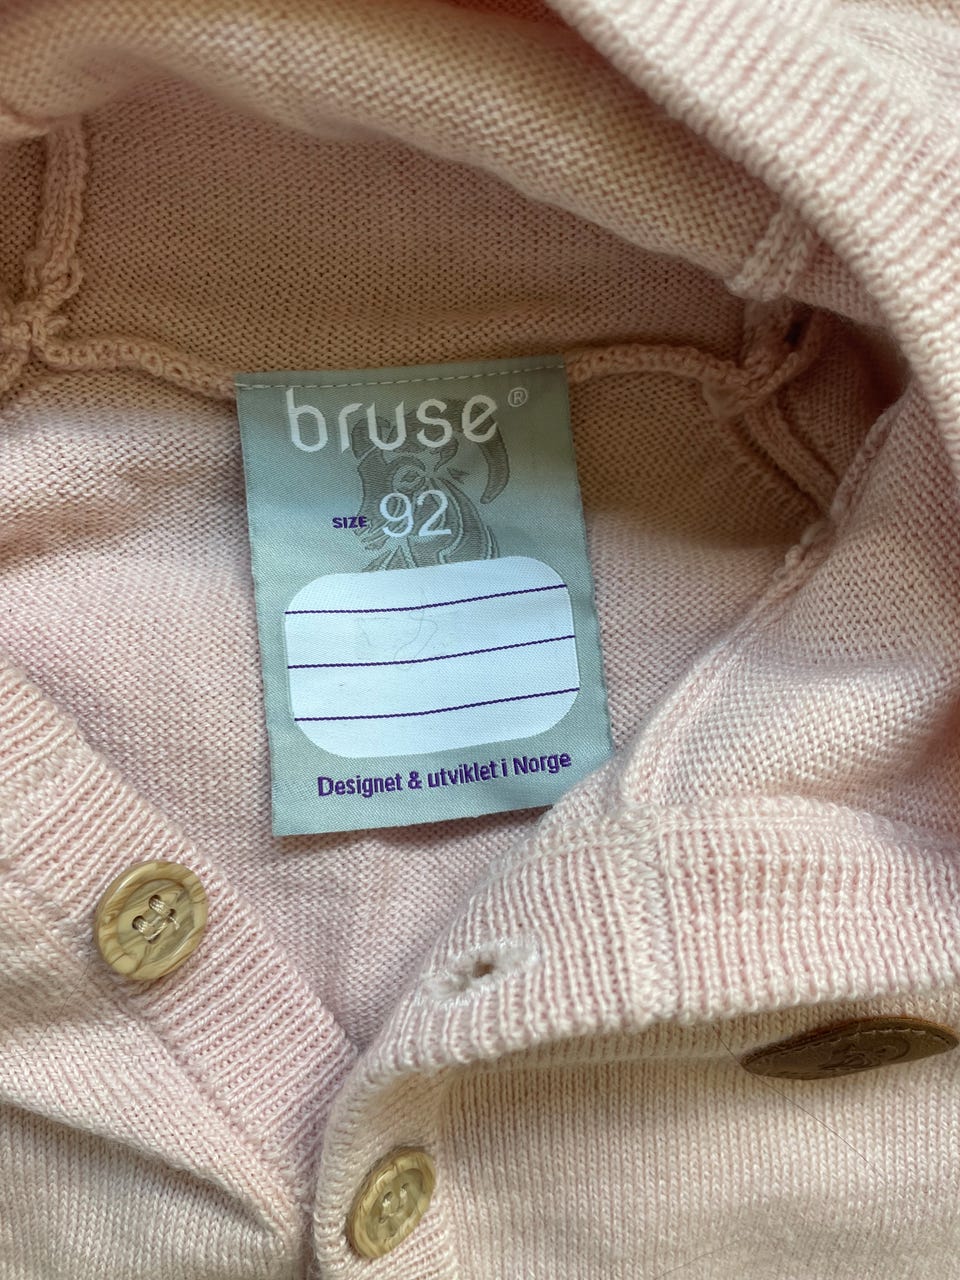 bruse®
SIZE 92
Designet & utviklet i Norge